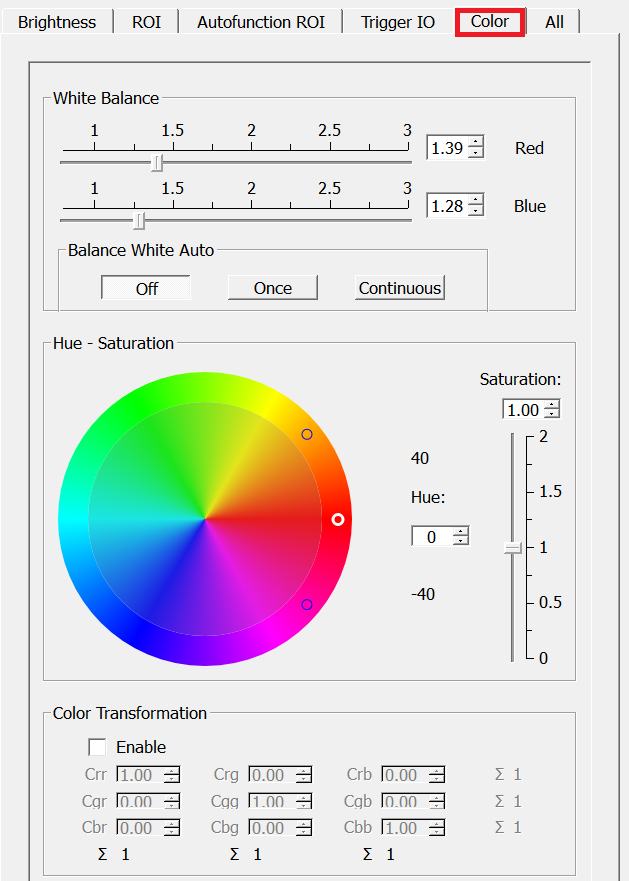 Brightness ROI Autofunction ROI Trigger IO Color All
White Balance
1 1.5 2 2.5 3
1.39 Red
1 1.5 2 2.5 3
1.28 Blue
Balance White Auto
Off Once Continuous
Hue - Saturation
Saturation:
1.00
2
40
1.5
Hue:
0
1
-40
0.5
0
Color Transformation
Enable
Crr 1.00 Crg 0.00 Crb 0.00 Σ 1
Cgr 0.00 Cgg 1.00 Cgb 0.00 Σ 1
Cbr 0.00 Cbg 0.00 Cbb 1.00 Σ 1
Σ 1 Σ 1 Σ 1